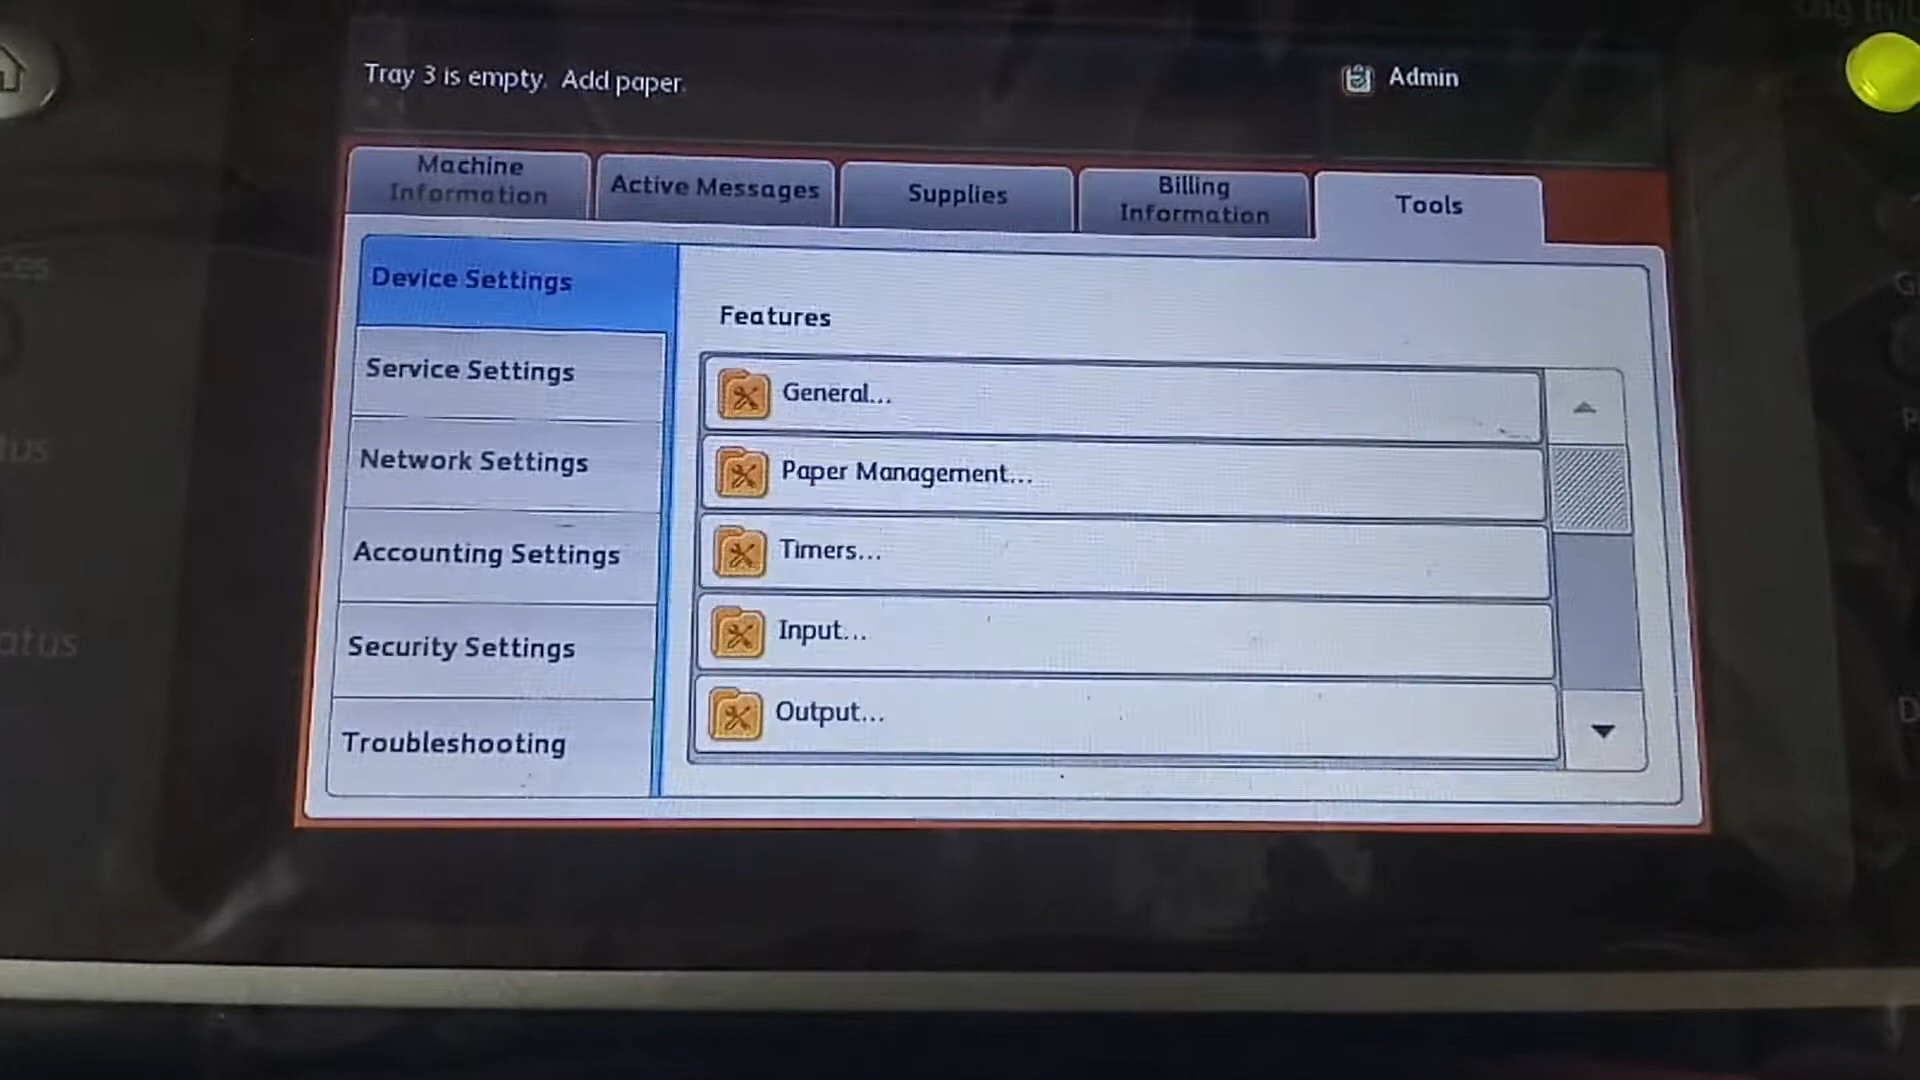 Tray 3 is empty. Add paper.
Admin
Machine
Information
Active Messages
Supplies
Billing
Information
Tools
Device Settings
Service Settings
Network Settings
Accounting Settings
Security Settings
Troubleshooting
Features
General...
Paper Management...
Timers...
Input...
Output...